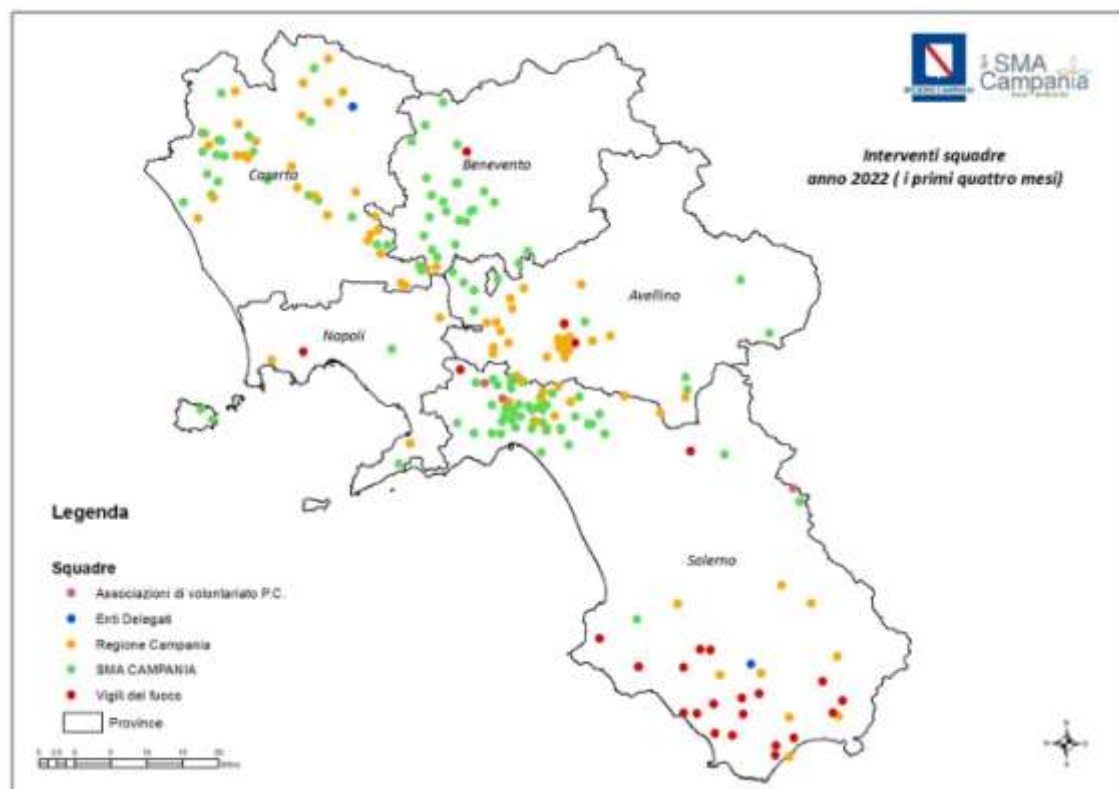 SMA
Campania
Interventi squadre
anno 2022 ( i primi quattro mesi)
Benevento
Caserta
Avellino
Napoli
Legenda
Salerno
Squadre
Associazioni di volontariato P.C.
Enti Delegati
Regione Campania
SMA CAMPANIA
Vigili del fuoco
Province